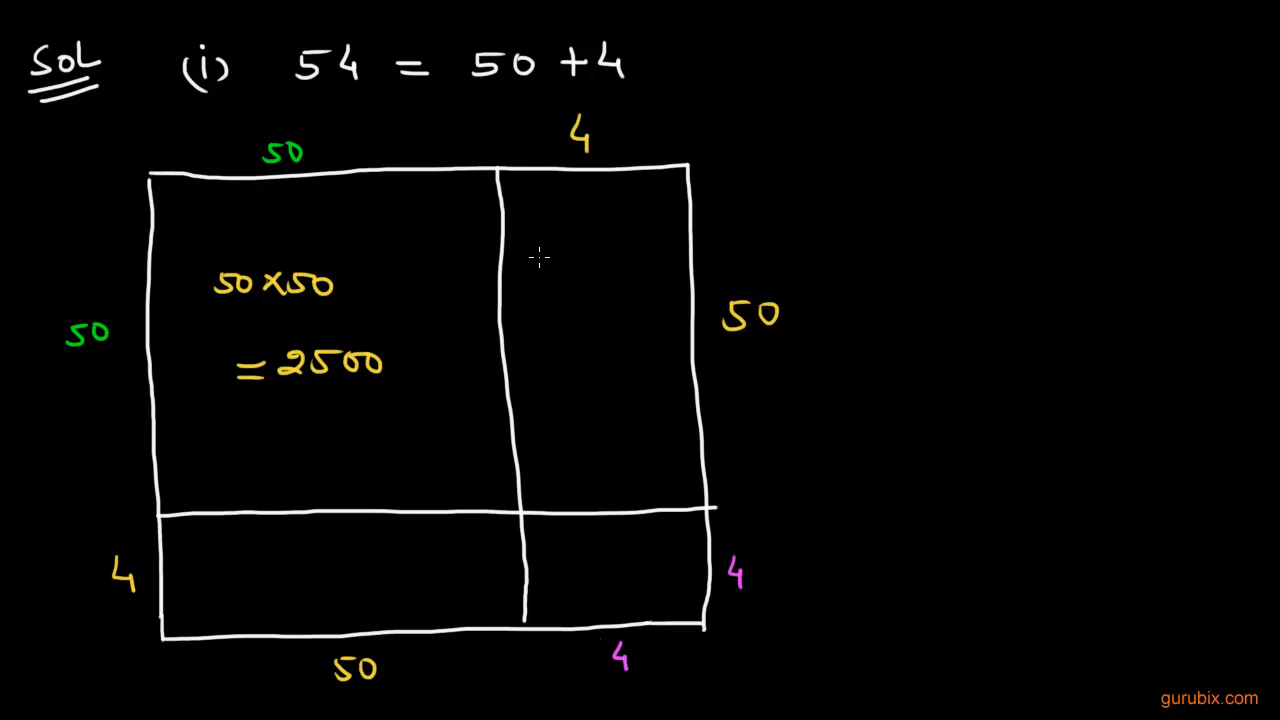 SOL (i) 54 = 50 + 4
50 4
50 × 50
= 2500
50 50
4 4
50 4
gurubix.com